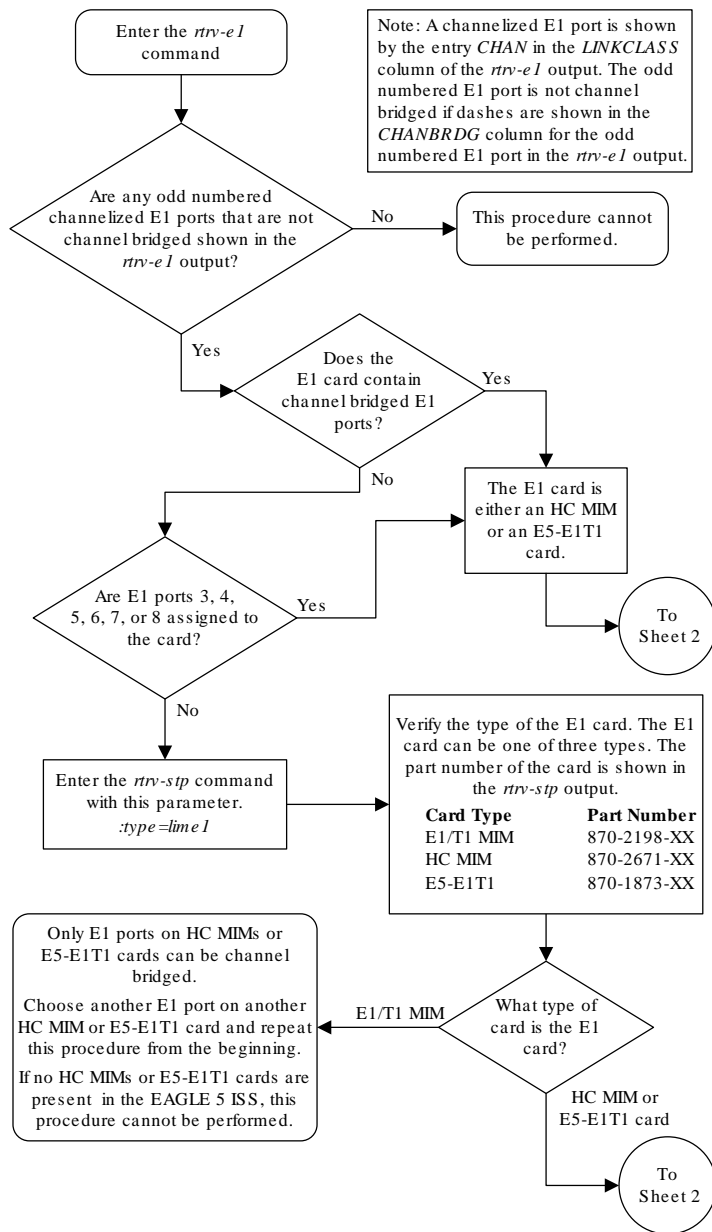 Enter the rtrv-e1
command
Note: A channelized E1 port is shown
by the entry CHAN in the LINKCLASS
column of the rtrv-e1 output. The odd
numbered E1 port is not channel
bridged if dashes are shown in the
CHANBRDG column for the odd
numbered E1 port in the rtrv-e1 output.
Are any odd numbered
channelized E1 ports that are not
channel bridged shown in the
rtrv-e1 output?
No
This procedure cannot
be performed.
Yes
Does the
E1 card contain
channel bridged E1
ports?
Yes
No
The E1 card is
either an HC MIM
or an E5-E1T1
card.
Are E1 ports 3, 4,
5, 6, 7, or 8 assigned to
the card?
Yes
To
Sheet 2
No
Enter the rtrv-stp command
with this parameter.
:type=lime1
Verify the type of the E1 card. The E1
card can be one of three types. The
part number of the card is shown in
the rtrv-stp output.
Card Type Part Number
E1/T1 MIM 870-2198-XX
HC MIM 870-2671-XX
E5-E1T1 870-1873-XX
Only E1 ports on HC MIMs or
E5-E1T1 cards can be channel
bridged.
Choose another E1 port on another
HC MIM or E5-E1T1 card and repeat
this procedure from the beginning.
If no HC MIMs or E5-E1T1 cards are
present in the EAGLE 5 ISS, this
procedure cannot be performed.
E1/T1 MIM
What type of
card is the E1
card?
HC MIM or
E5-E1T1 card
To
Sheet 2